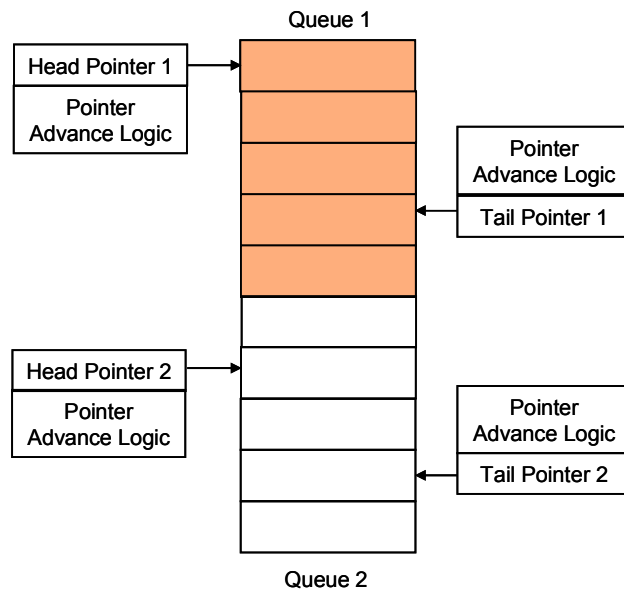 Queue 1
Head Pointer 1
Pointer
Advance Logic
Pointer
Advance Logic
Tail Pointer 1
Head Pointer 2
Pointer
Advance Logic
Pointer
Advance Logic
Tail Pointer 2
Queue 2